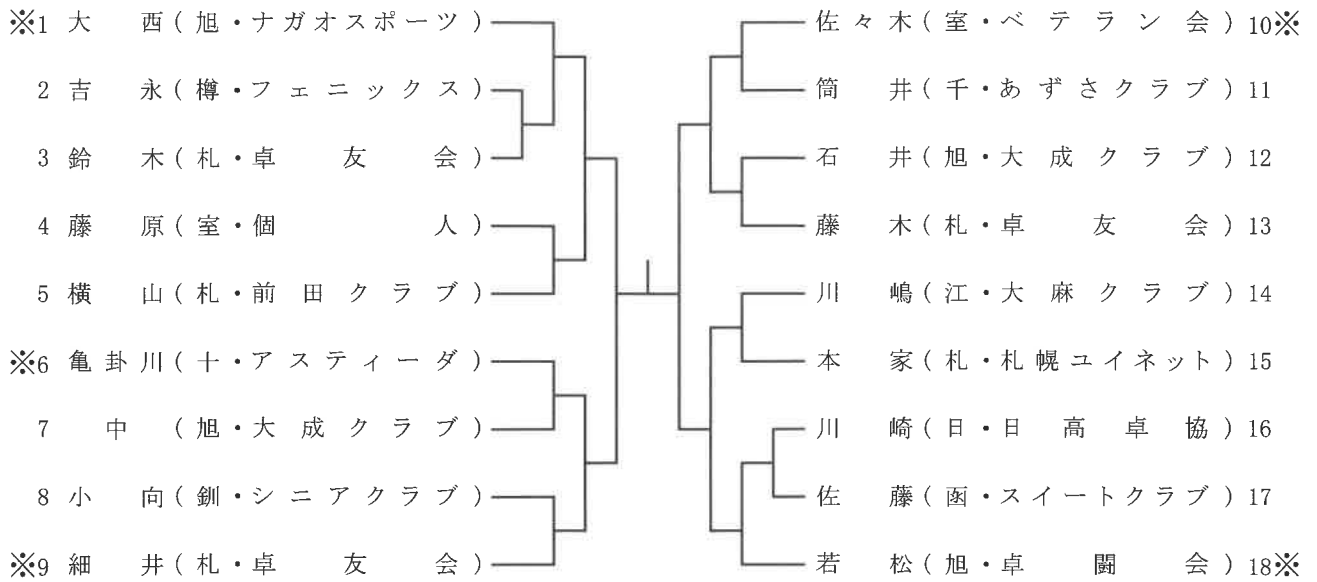 ※1 大西(旭・ナガオスポーツ)
2 吉永(樽・フェニックス)
3 鈴木(札・卓友会)
4 藤原(室・個人)
5 横山(札・前田クラブ)
※6 亀卦川(十・アスティーダ)
7 中(旭・大成クラブ)
8 小向(釧・シニアクラブ)
※9 細井(札・卓友会)
佐々木(室・ベテラン会)10※
筒井(千・あずさクラブ)11
石井(旭・大成クラブ)12
藤木(札・卓友会)13
川嶋(江・大麻クラブ)14
本家(札・札幌ユイネット)15
川崎(日・日高卓協)16
佐藤(函・スイートクラブ)17
若松(旭・卓闘会)18※